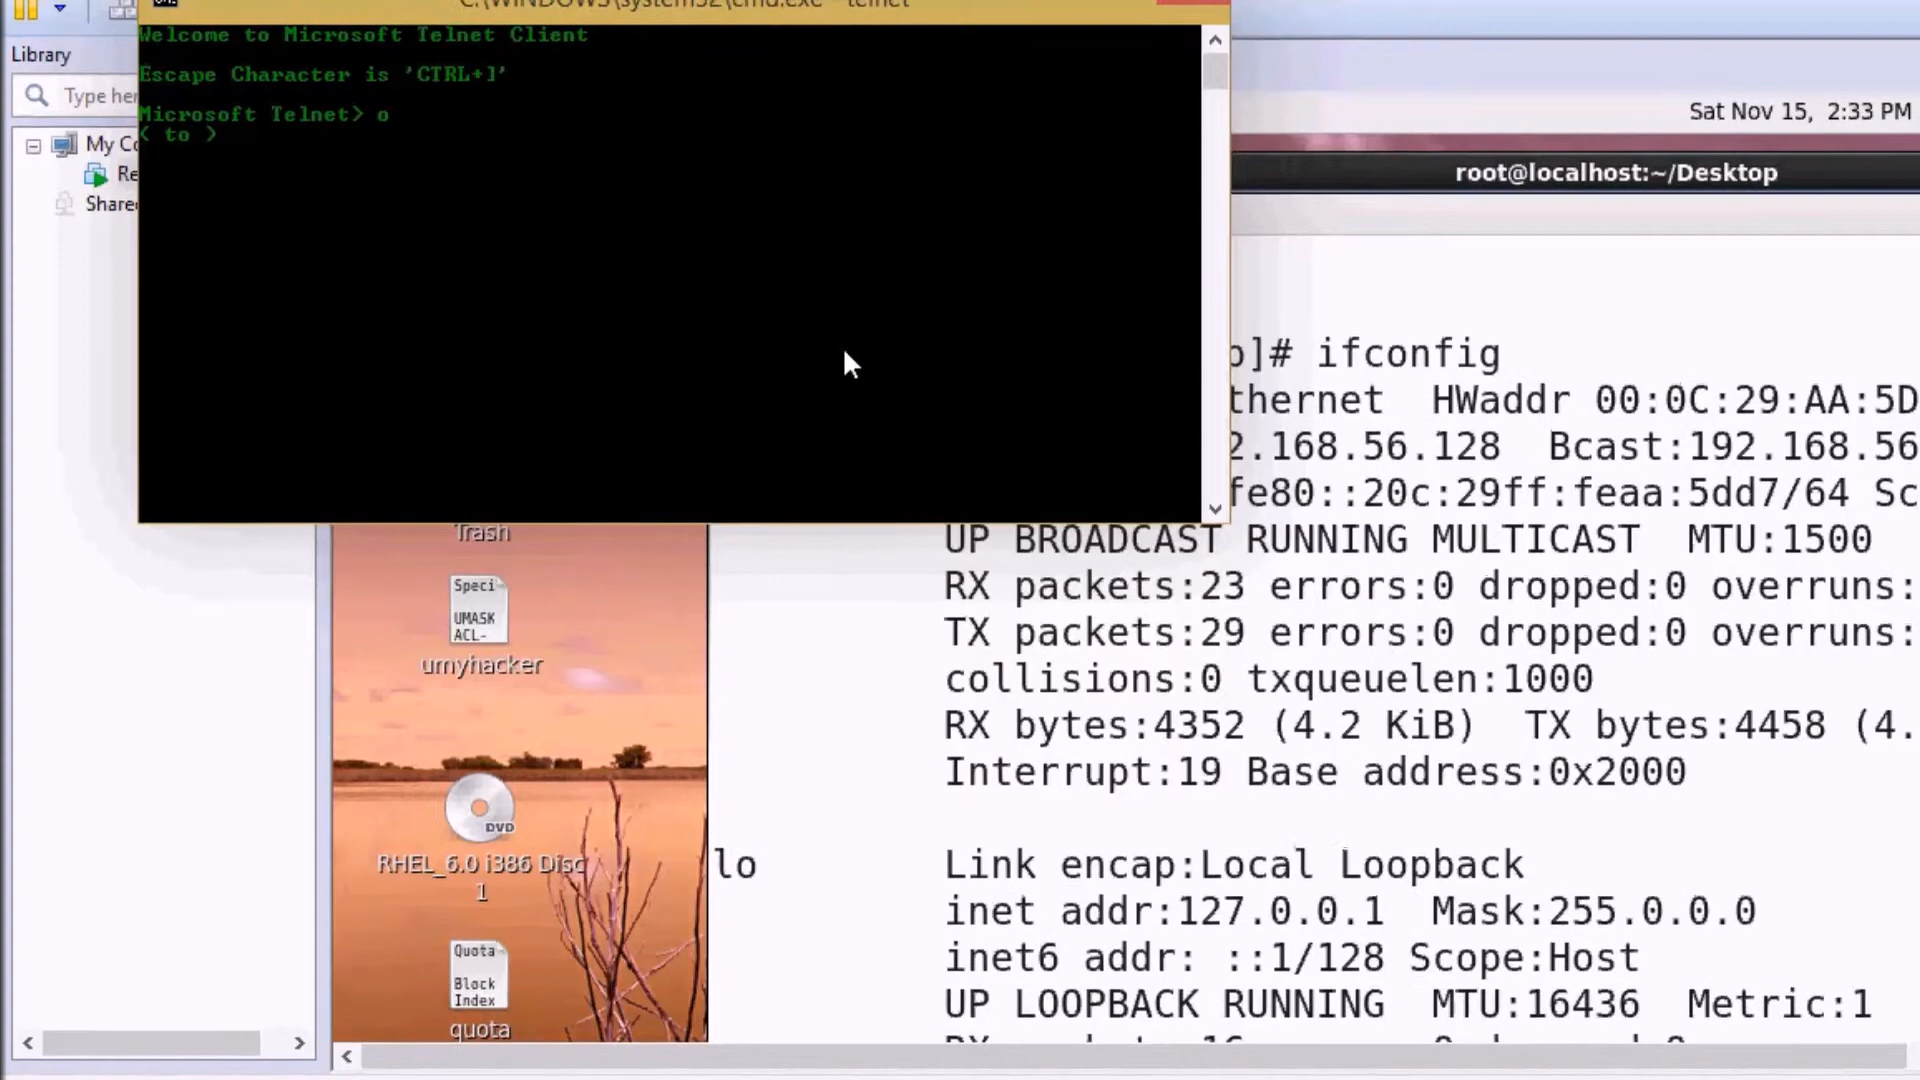 C:\WINDOWS\system32\cmd.exe - telnet
Library
Type her
My Co
Re
Share
Welcome to Microsoft Telnet Client
Escape Character is 'CTRL+]'
Microsoft Telnet> o
( to )
Sat Nov 15, 2:33 PM
root@localhost:~/Desktop
]# ifconfig
thernet HWaddr 00:0C:29:AA:5D
2.168.56.128 Bcast:192.168.56
fe80::20c:29ff:feaa:5dd7/64 Sc
UP BROADCAST RUNNING MULTICAST MTU:1500
RX packets:23 errors:0 dropped:0 overruns:
TX packets:29 errors:0 dropped:0 overruns:
collisions:0 txqueuelen:1000
RX bytes:4352 (4.2 KiB) TX bytes:4458 (4.
Interrupt:19 Base address:0x2000
lo Link encap:Local Loopback
inet addr:127.0.0.1 Mask:255.0.0.0
inet6 addr: ::1/128 Scope:Host
UP LOOPBACK RUNNING MTU:16436 Metric:1
Trash
Speci
UMASK
ACL-
umyhacker
DVD
RHEL_6.0 i386 Disc
1
Quota
Block
Index
quota